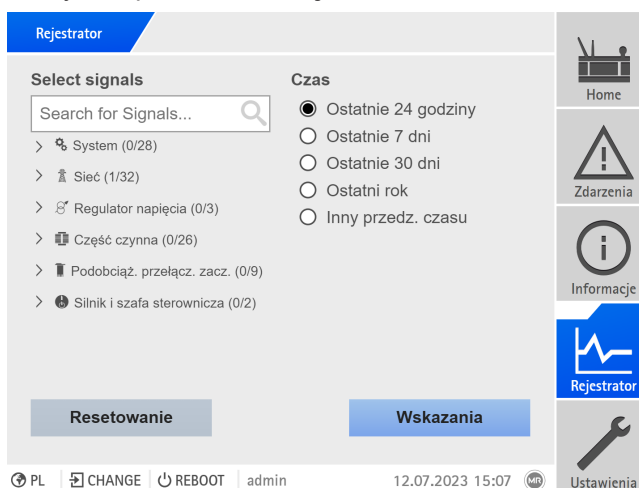 Rejestrator
Select signals
Search for Signals...
System (0/28)
Sieć (1/32)
Regulator napięcia (0/3)
Część czynna (0/26)
Podobciąż. przełącz. zacz. (0/9)
Silnik i szafa sterownicza (0/2)
Czas
Ostatnie 24 godziny
Ostatnie 7 dni
Ostatnie 30 dni
Ostatni rok
Inny przedz. czasu
Resetowanie
Wskazania
Home
Zdarzenia
Informacje
Rejestrator
Ustawienia
PL CHANGE REBOOT admin 12.07.2023 15:07 MR